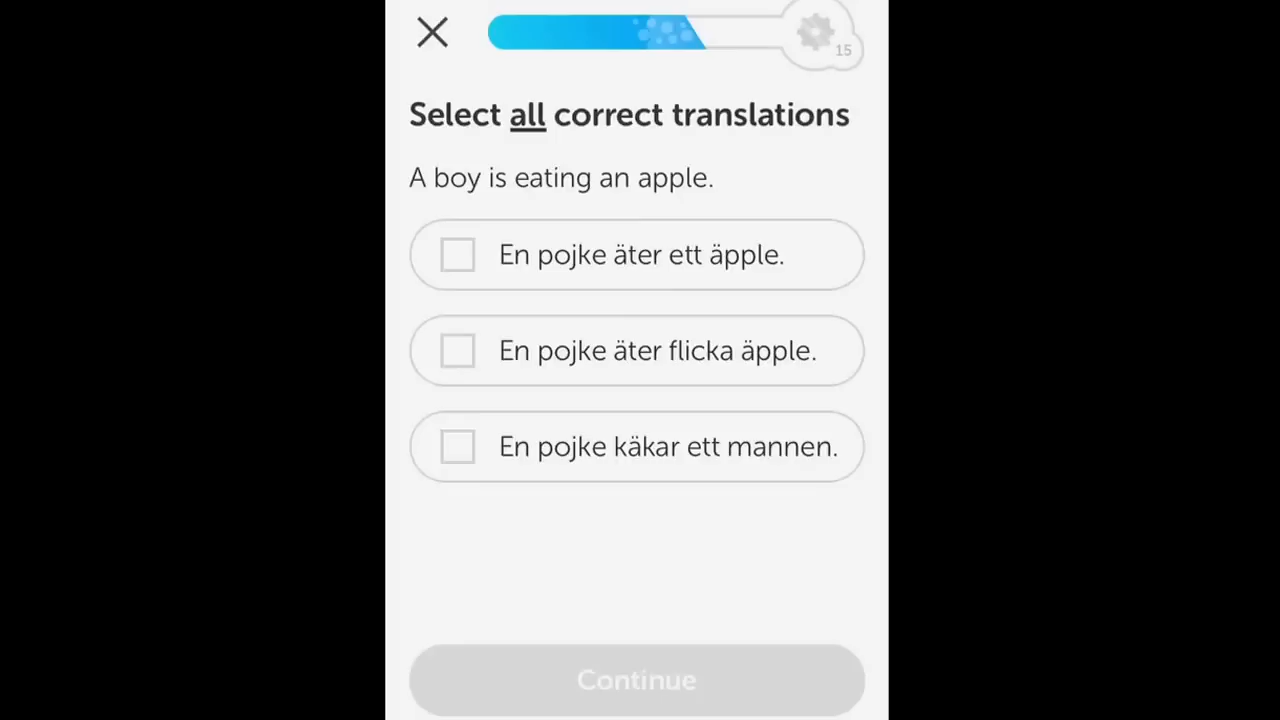 15
Select all correct translations
A boy is eating an apple.
En pojke äter ett äpple.
En pojke äter flicka äpple.
En pojke käkar ett mannen.
Continue